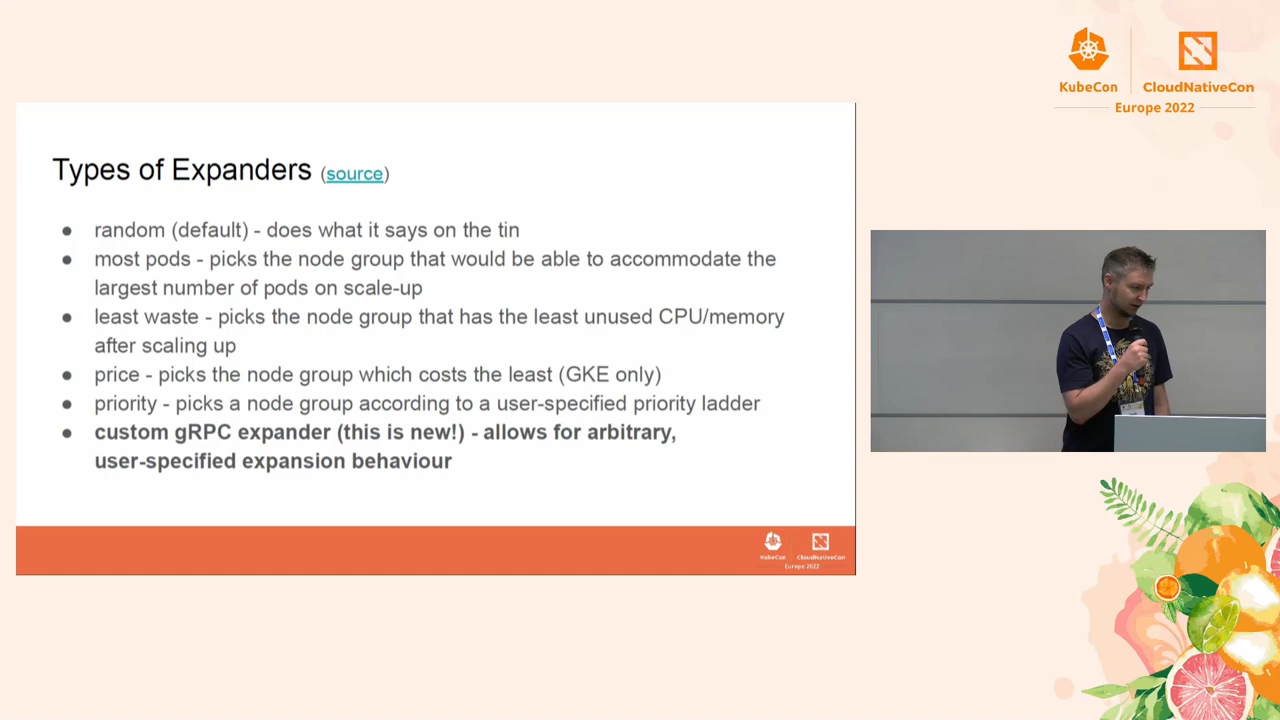 KubeCon
CloudNativeCon
Europe 2022
Types of Expanders (source)
● random (default) - does what it says on the tin
● most pods - picks the node group that would be able to accommodate the
largest number of pods on scale-up
● least waste - picks the node group that has the least unused CPU/memory
after scaling up
● price - picks the node group which costs the least (GKE only)
● priority - picks a node group according to a user-specified priority ladder
● custom gRPC expander (this is new!) - allows for arbitrary,
user-specified expansion behaviour
KubeCon
CloudNativeCon
Europe 2022